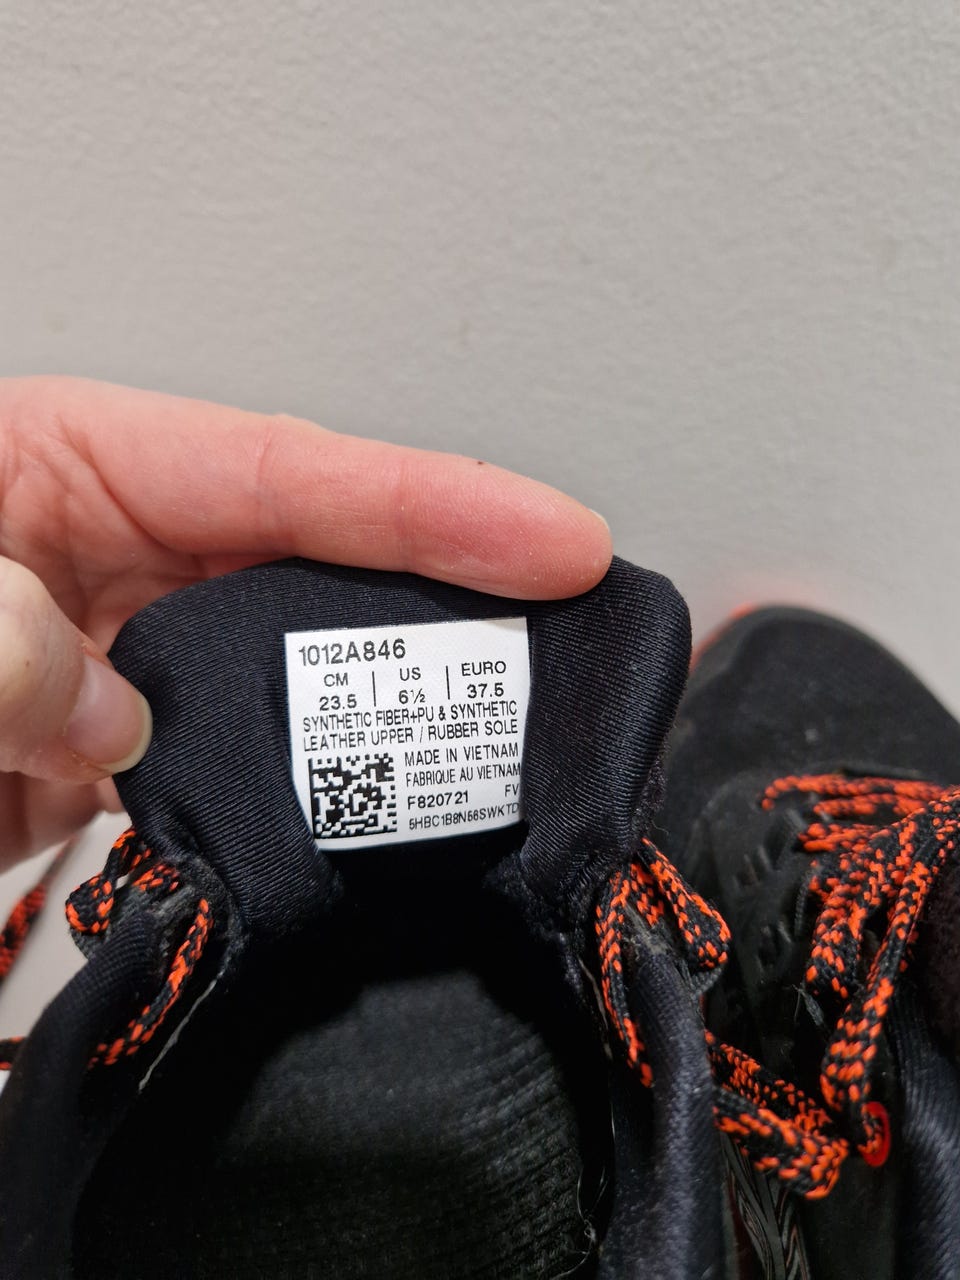 1012A846
CM US EURO
23.5 6½ 37.5
SYNTHETIC FIBER+PU & SYNTHETIC
LEATHER UPPER / RUBBER SOLE
MADE IN VIETNAM
FABRIQUE AU VIETNAM
F820721 FV